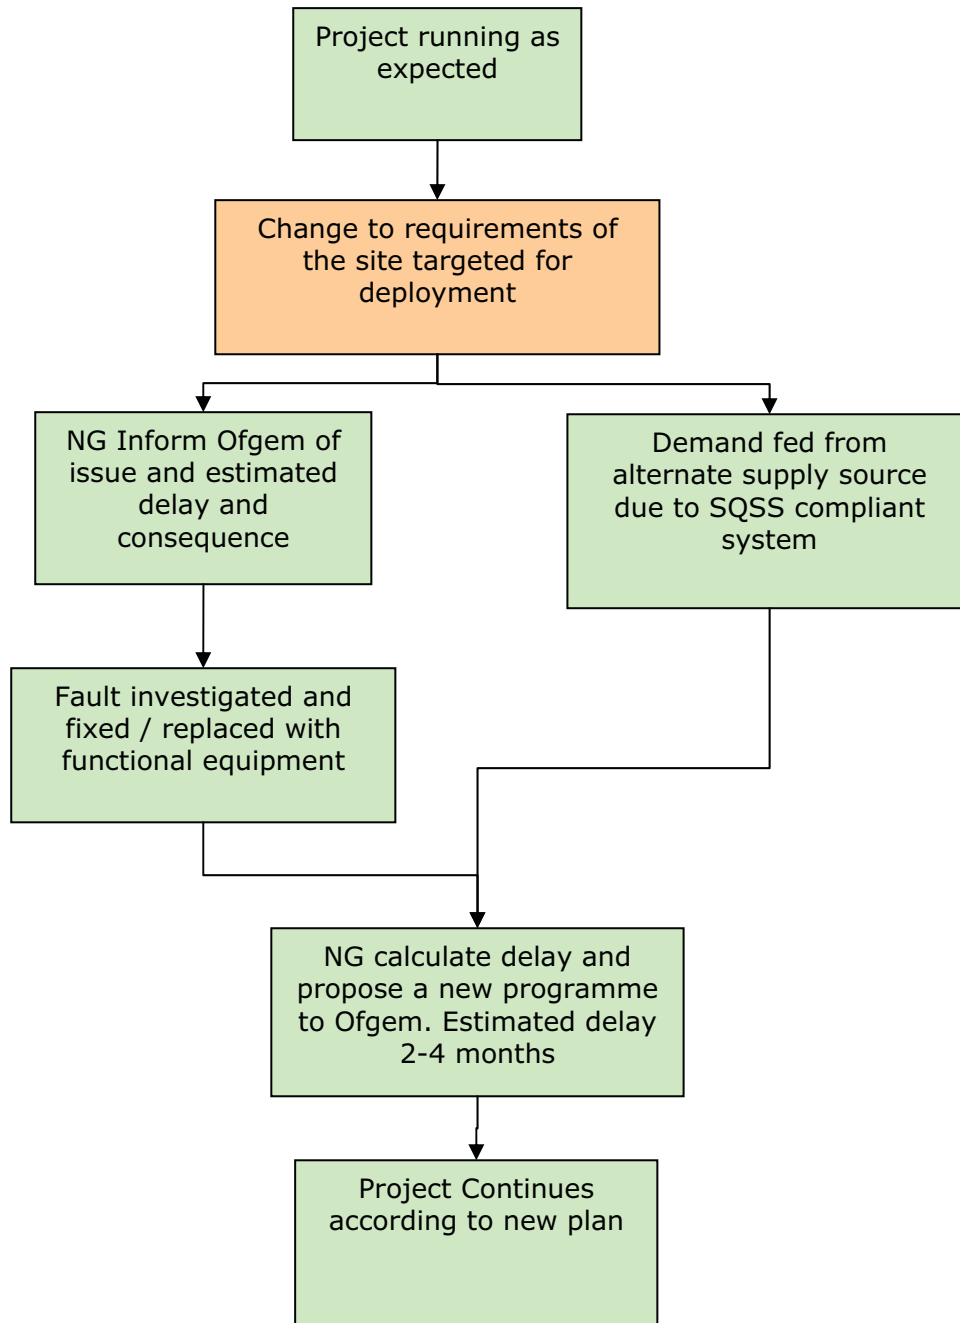 Project running as
expected
Change to requirements of
the site targeted for
deployment
NG Inform Ofgem of
issue and estimated
delay and
consequence
Demand fed from
alternate supply source
due to SQSS compliant
system
Fault investigated and
fixed / replaced with
functional equipment
NG calculate delay and
propose a new programme
to Ofgem. Estimated delay
2-4 months
Project Continues
according to new plan